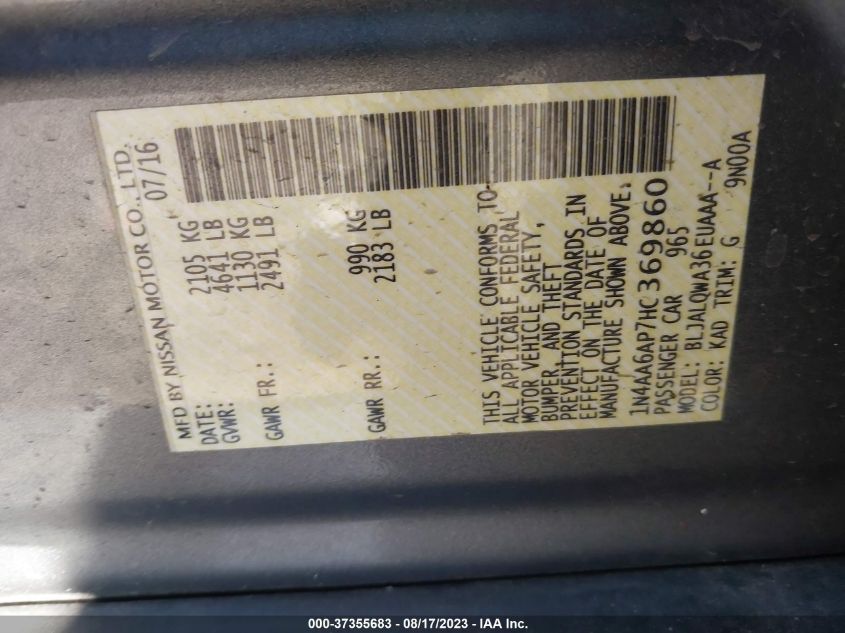 MFD BY NISSAN MOTOR CO., LTD.
DATE: 07/16
GVWR: 2105 KG
4641 LB
GAWR FR.: 1130 KG
2491 LB
GAWR RR.: 990 KG
2183 LB
THIS VEHICLE CONFORMS TO
ALL APPLICABLE FEDERAL
MOTOR VEHICLE SAFETY,
BUMPER, AND THEFT
PREVENTION STANDARDS IN
EFFECT ON THE DATE OF
MANUFACTURE SHOWN ABOVE.
1N4AA6AP7HC369860
PASSENGER CAR 965
MODEL: BLJALQWA36EUAAA--A
COLOR: KAD TRIM: G 9N00A
000-37355683 - 08/17/2023 - IAA Inc.